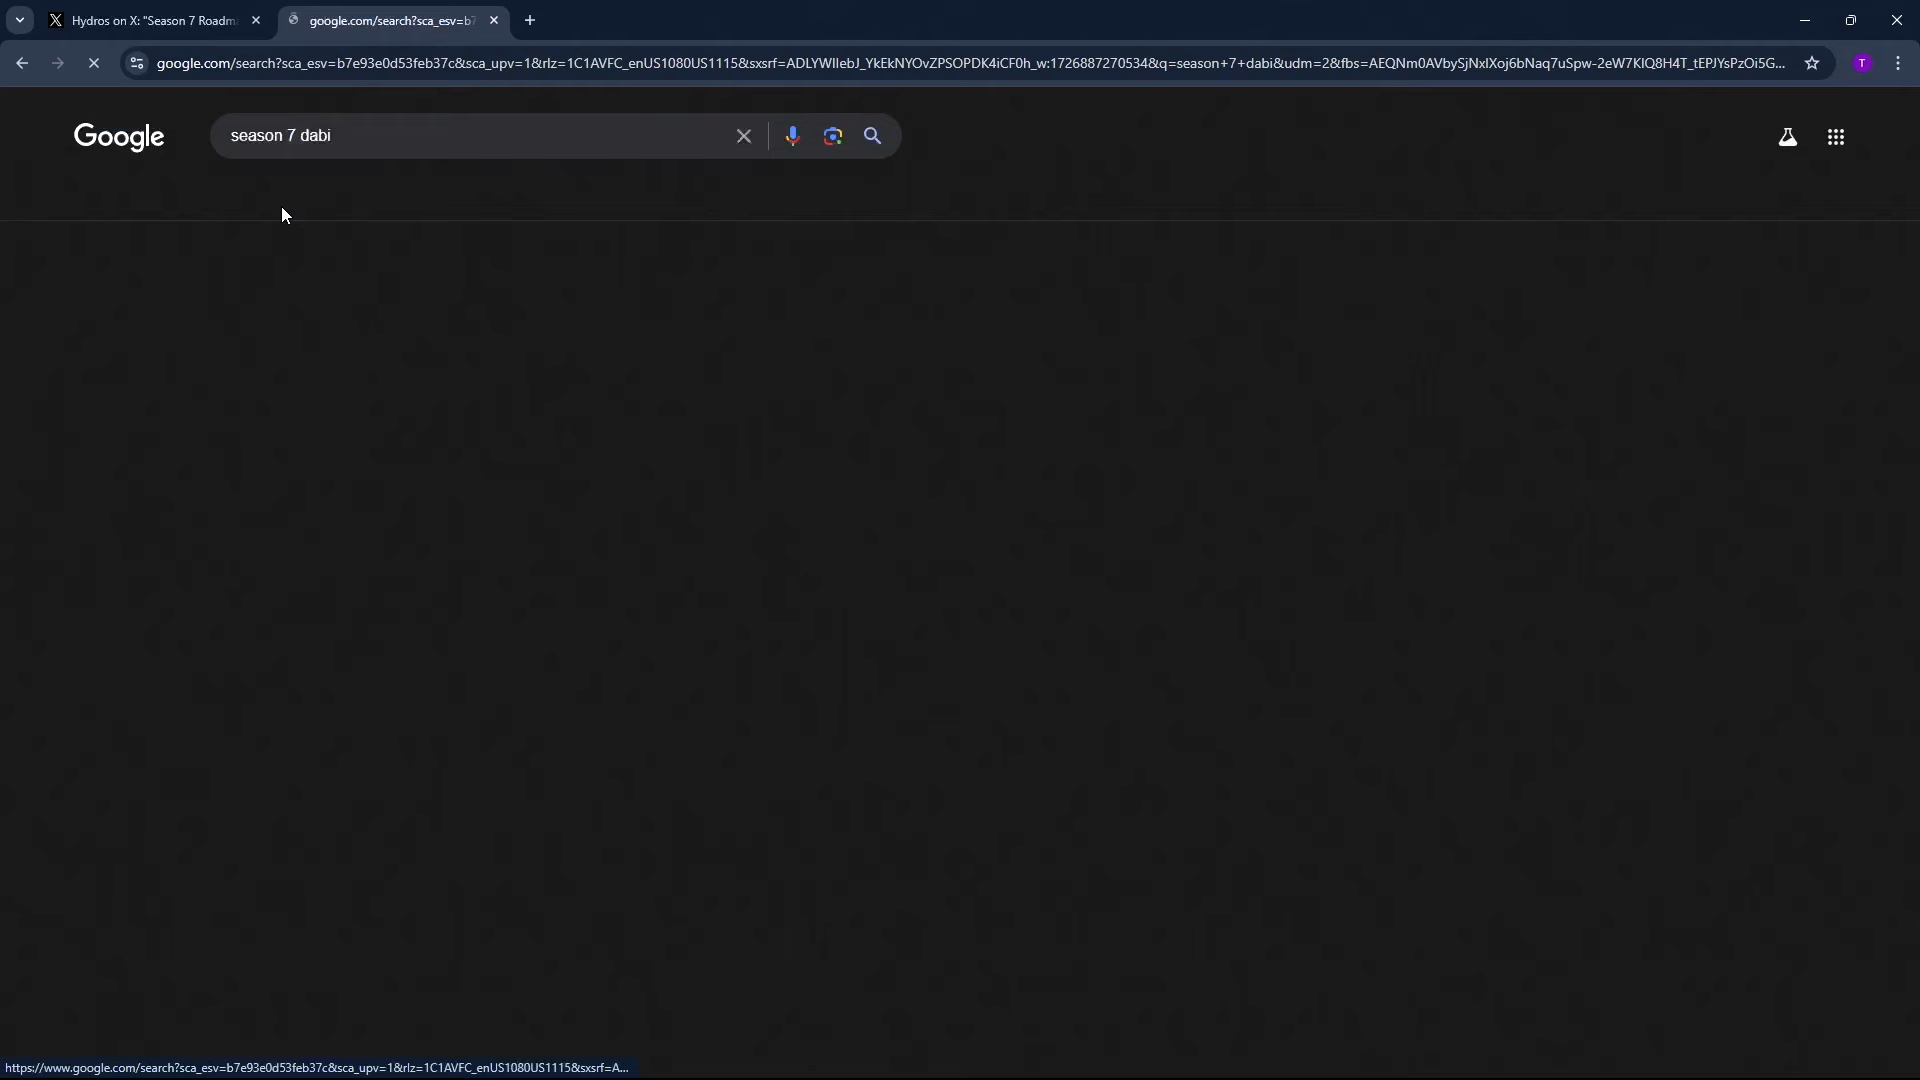 Hydros on X: "Season 7 Roadm
google.com/search?sca_esv=b7
google.com/search?sca_esv=b7e93e0d53feb37c&sca_upv=1&rlz=1C1AVFC_enUS1080US1115&sxsrf=ADLYWIlebJ_YkEkNYOvZPSOPDK4iCF0h_w:1726887270534&q=season+7+dabi&udm=2&fbs=AEQNm0AVbySjNxIXoj6bNaq7uSpw-2eW7KIQ8H4T_tEPJYsPzOi5G...
T
Google
season 7 dabi
https://www.google.com/search?sca_esv=b7e93e0d53feb37c&sca_upv=1&rlz=1C1AVFC_enUS1080US1115&sxsrf=A...